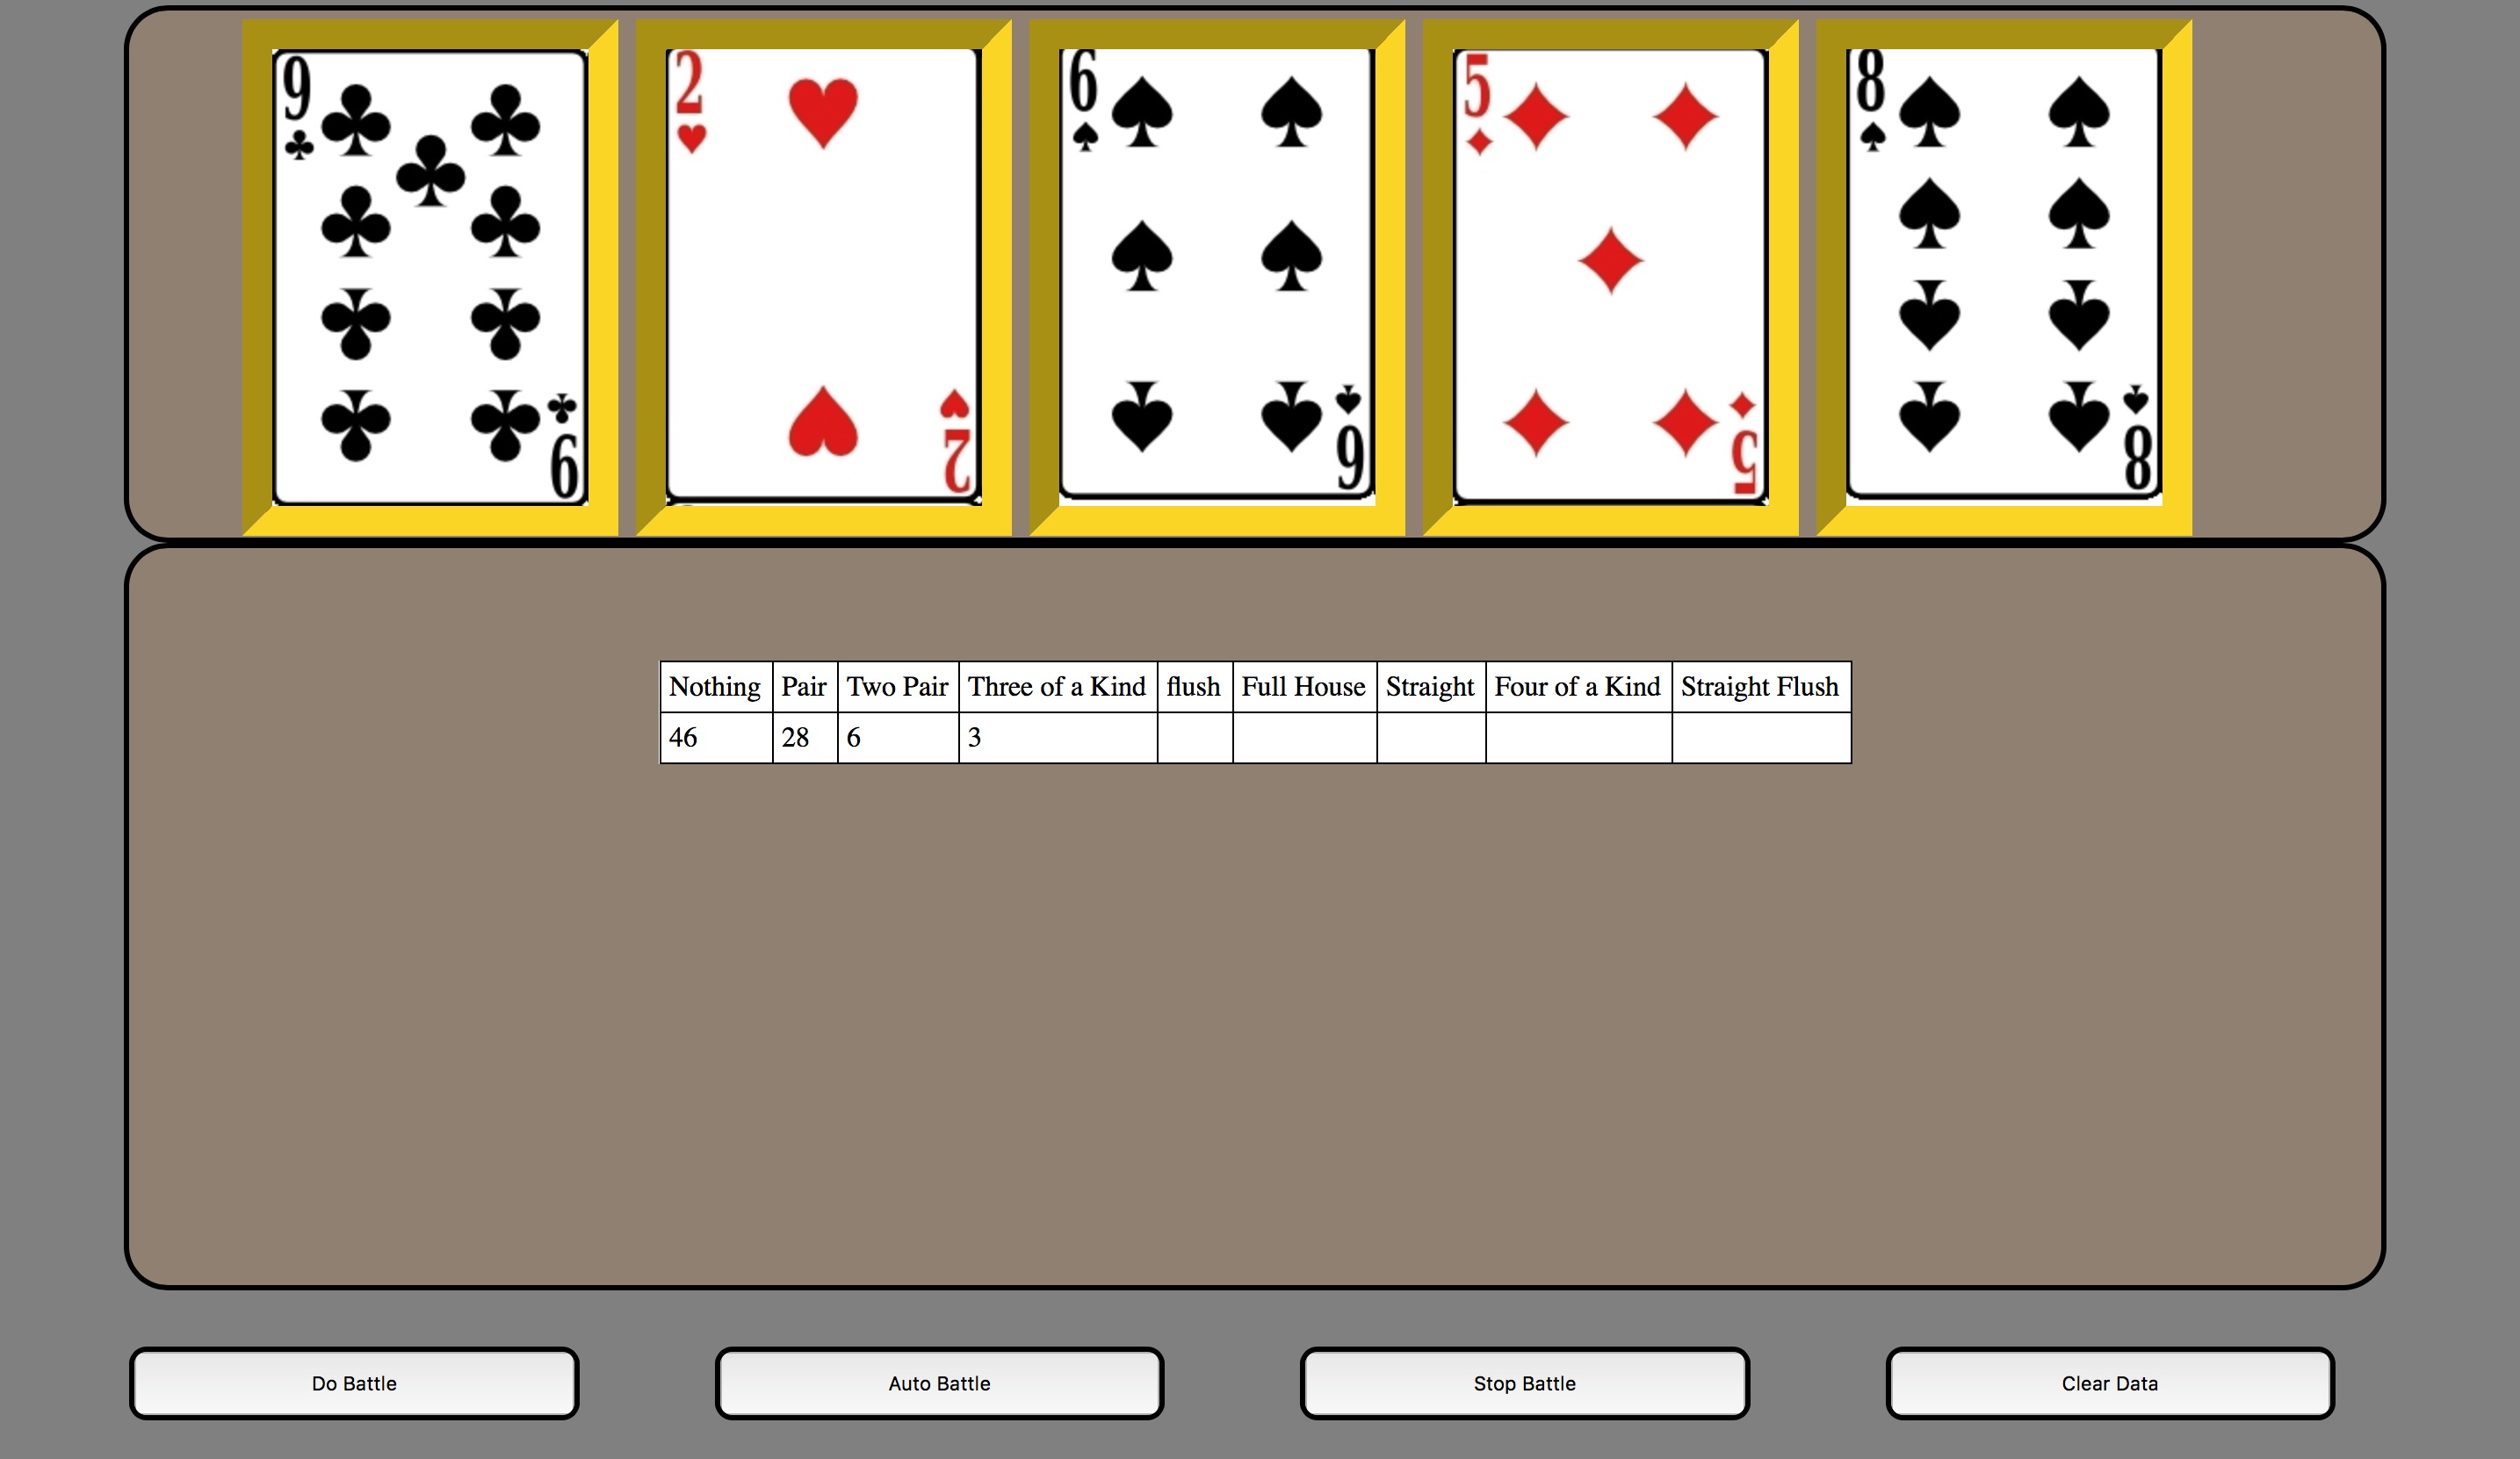 9 2 6 5 8
9 2 6 5 8
Nothing Pair Two Pair Three of a Kind flush Full House Straight Four of a Kind Straight Flush
46 28 6 3
Do Battle Auto Battle Stop Battle Clear Data